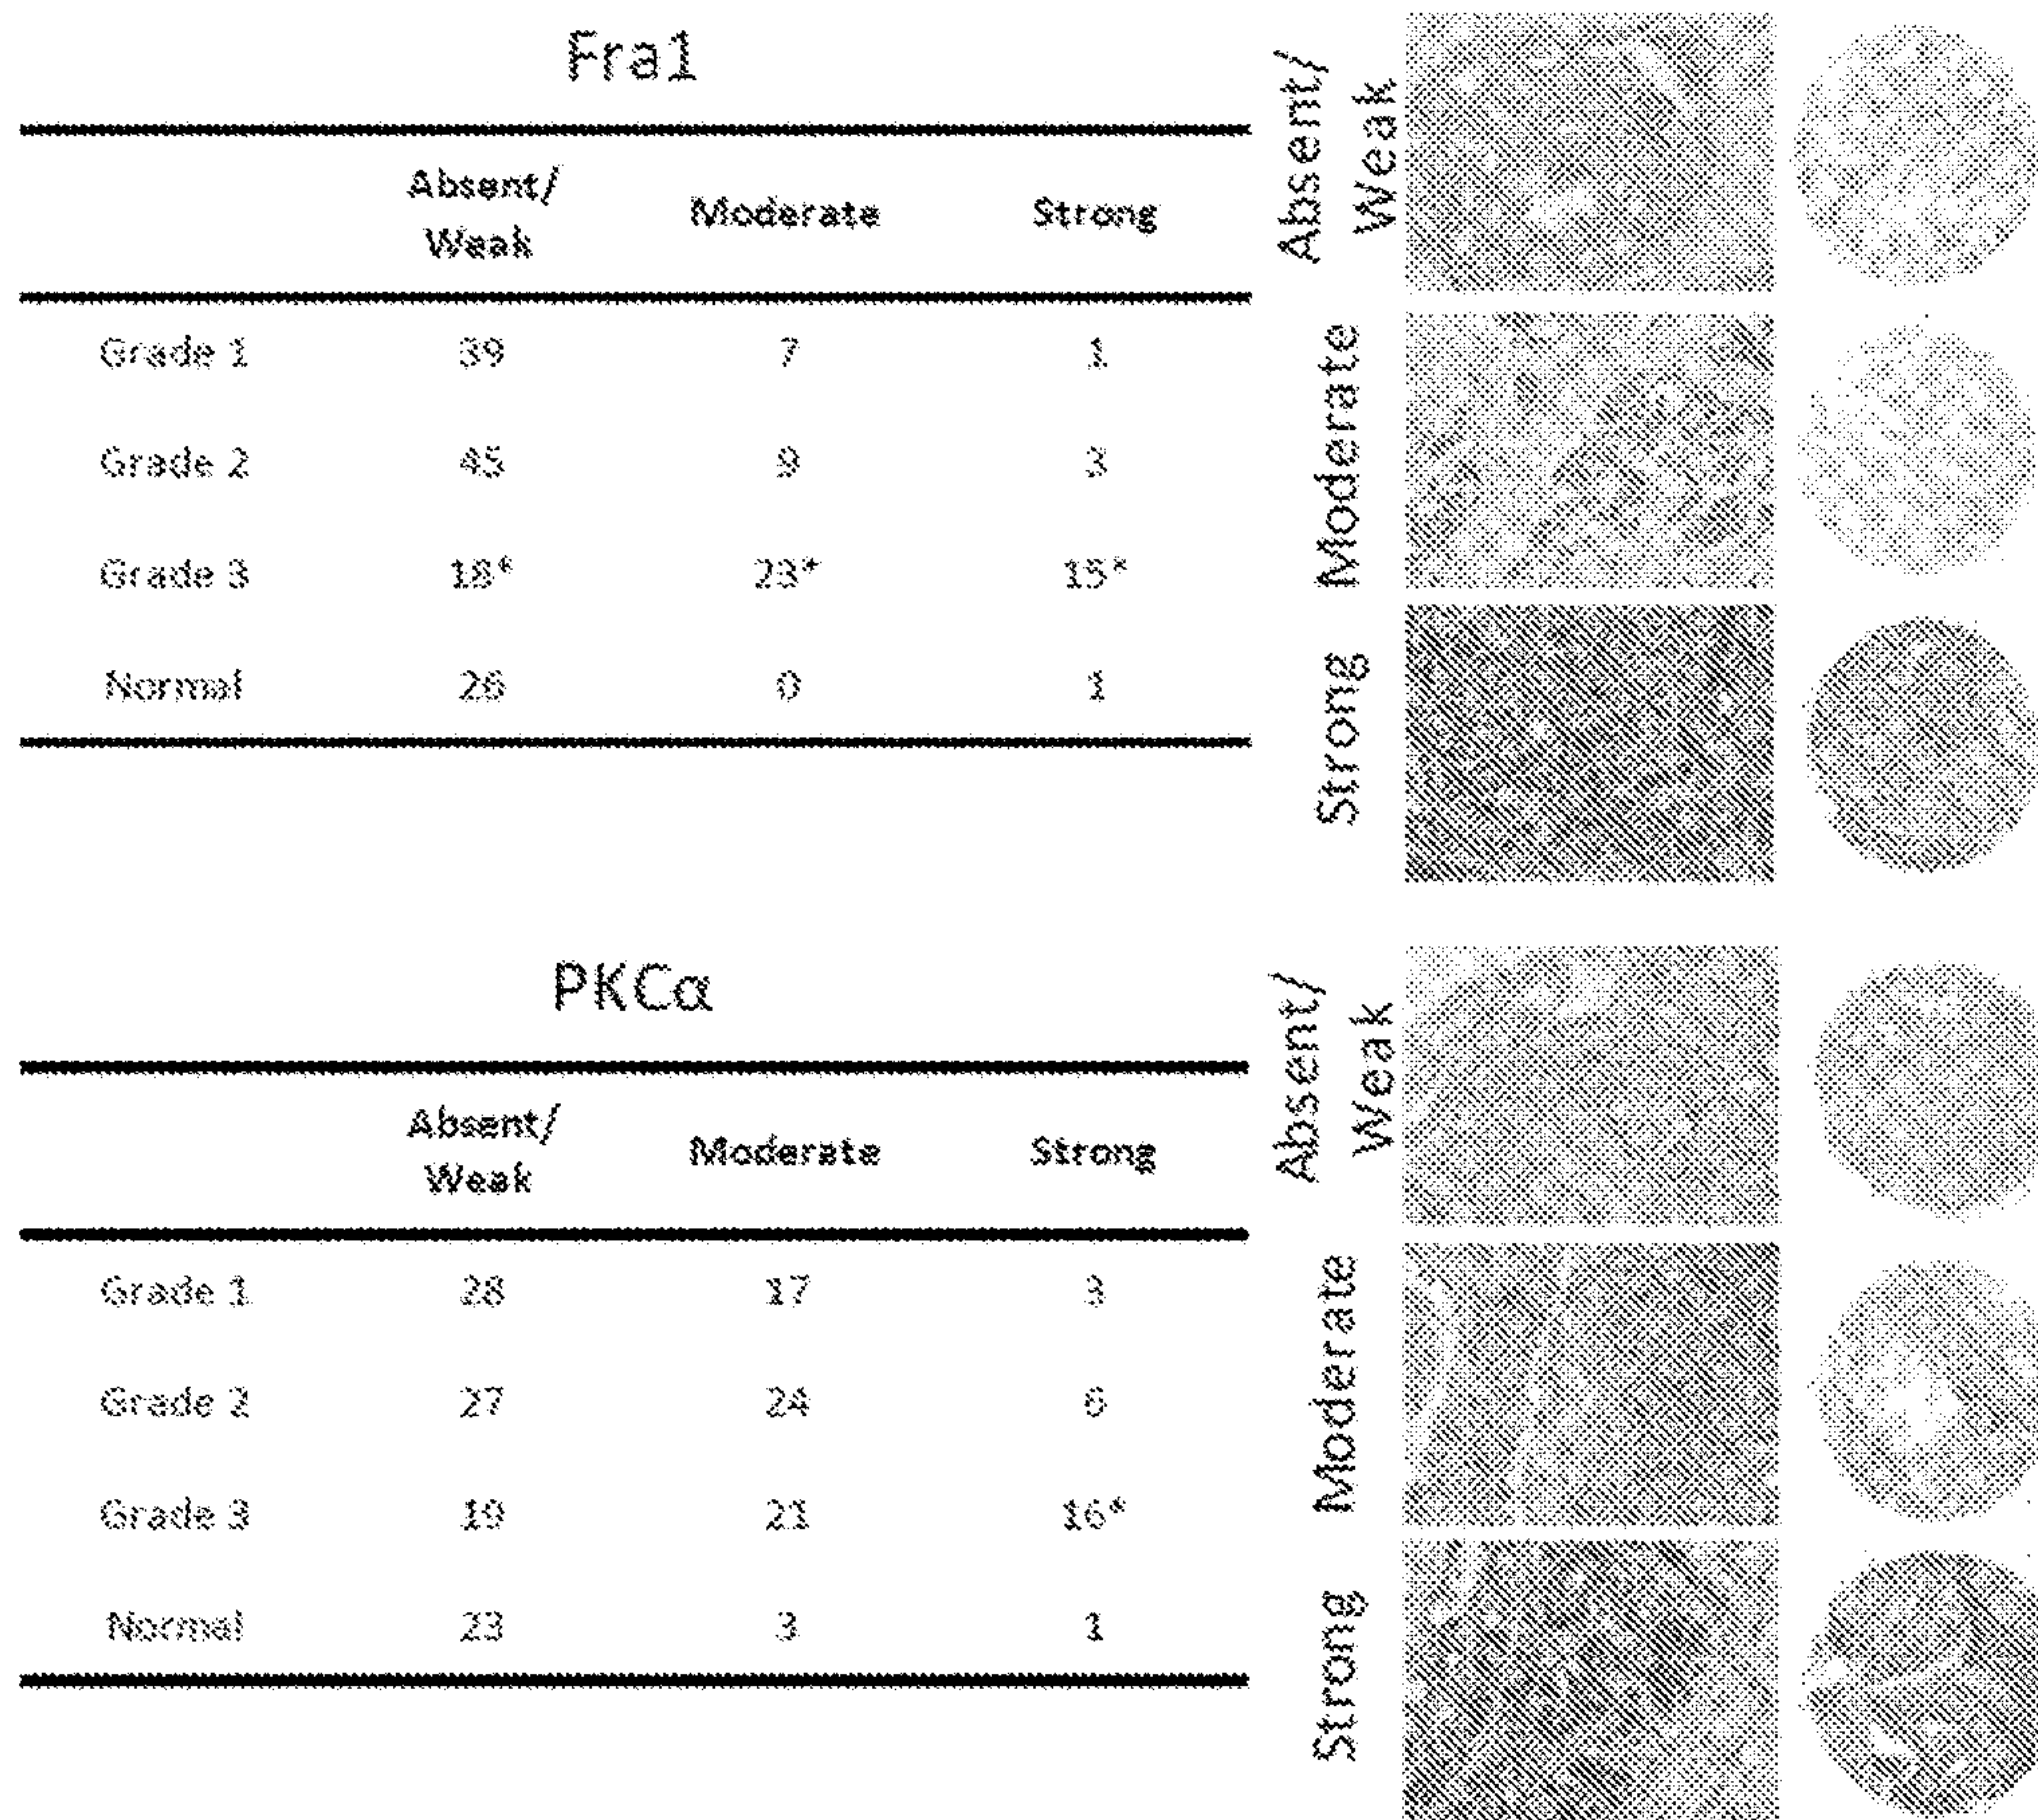 Fra1
Absent/
Weak Moderate Strong
Grade 1 39 7 1
Grade 2 45 9 3
Grade 3 18* 23* 15*
Normal 26 0 1
Absent/
Weak
Moderate
Strong
PKCα
Absent/
Weak Moderate Strong
Grade 1 28 17 3
Grade 2 27 24 6
Grade 3 19 21 16*
Normal 23 3 1
Absent/
Weak
Moderate
Strong